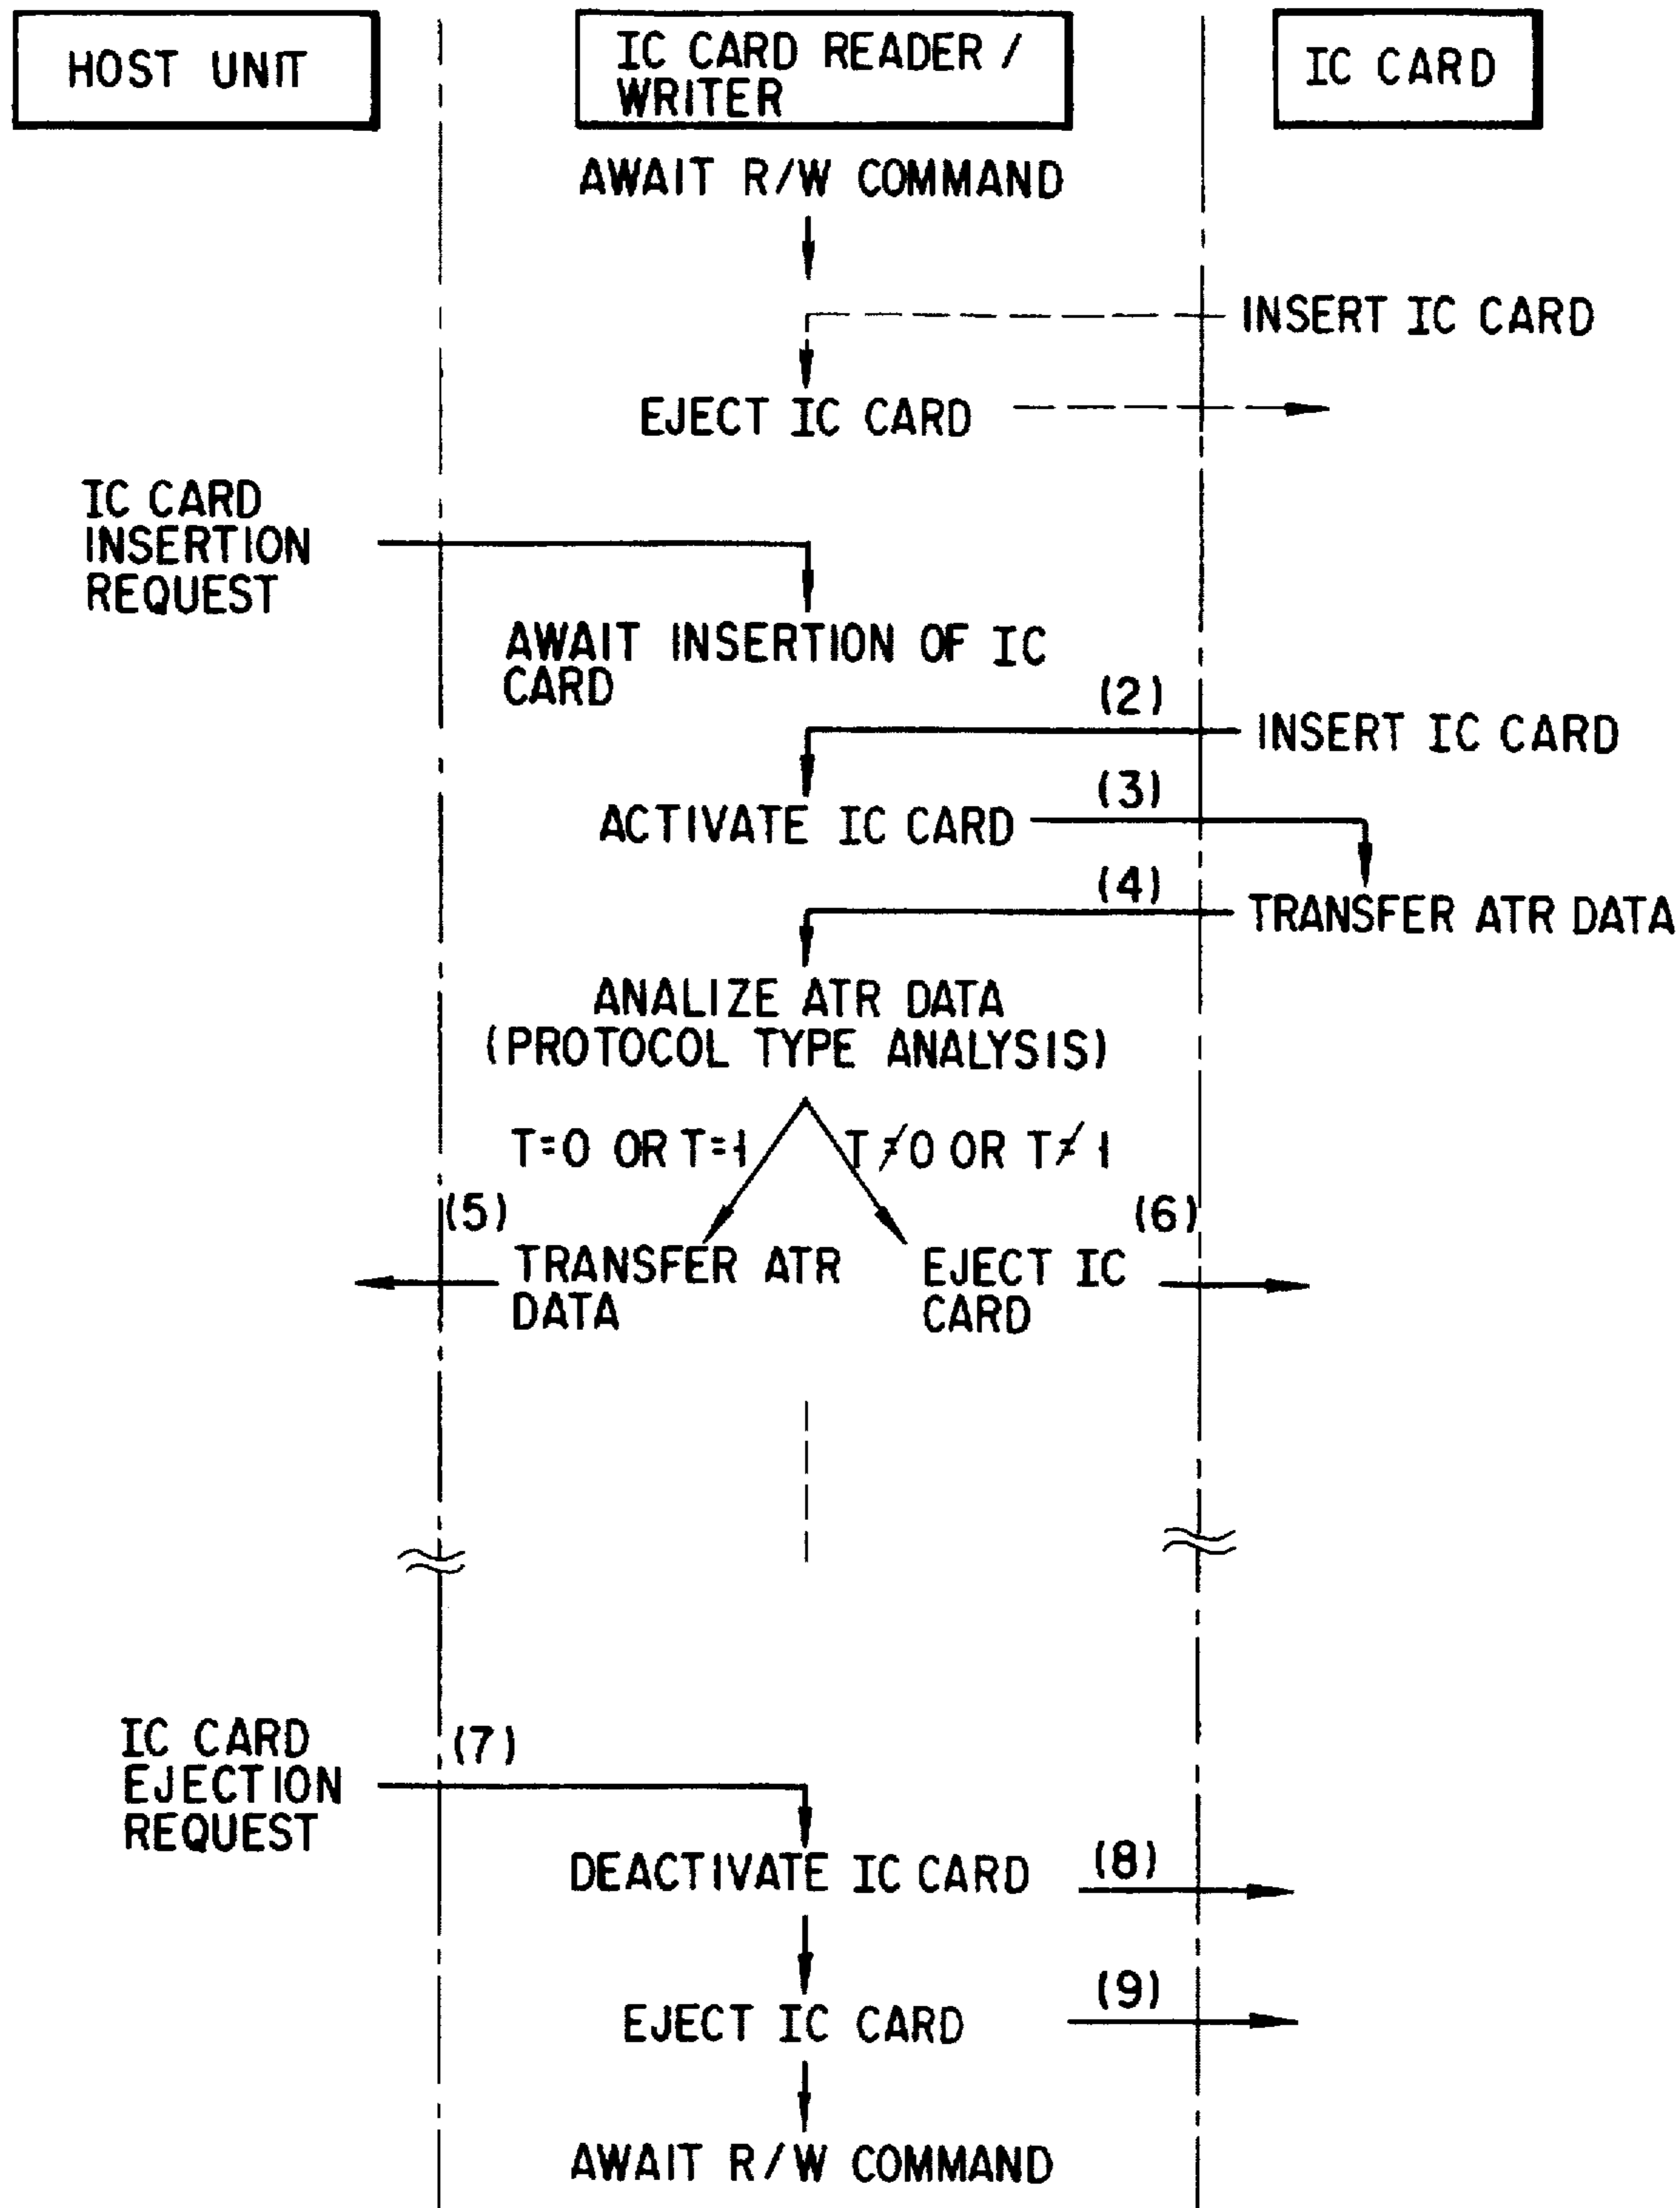 HOST UNIT
IC CARD READER /
WRITER
IC CARD
AWAIT R/W COMMAND
INSERT IC CARD
EJECT IC CARD
IC CARD
INSERTION
REQUEST
AWAIT INSERTION OF IC
CARD
(2)
INSERT IC CARD
(3)
ACTIVATE IC CARD
(4)
TRANSFER ATR DATA
ANALIZE ATR DATA
(PROTOCOL TYPE ANALYSIS)
T=0 OR T=1
T≠0 OR T≠1
(5)
(6)
TRANSFER ATR
DATA
EJECT IC
CARD
IC CARD
EJECTION
REQUEST
(7)
DEACTIVATE IC CARD
(8)
EJECT IC CARD
(9)
AWAIT R/W COMMAND